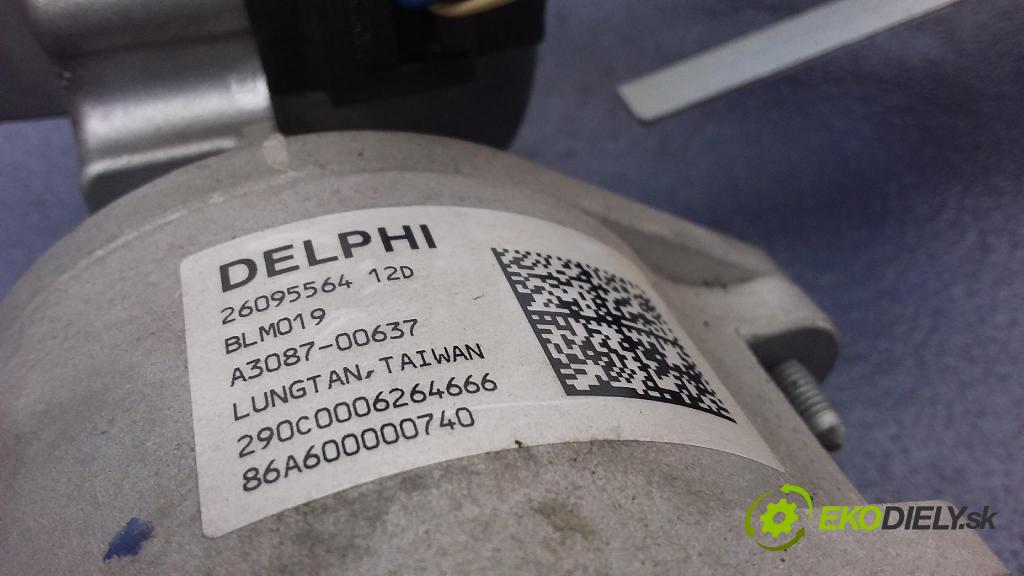 DELPHI
26095564 12D
BLM019
A3087-00637
LUNGTAN, TAIWAN
290C0006264666
86A600000740
EKODIELY.sk